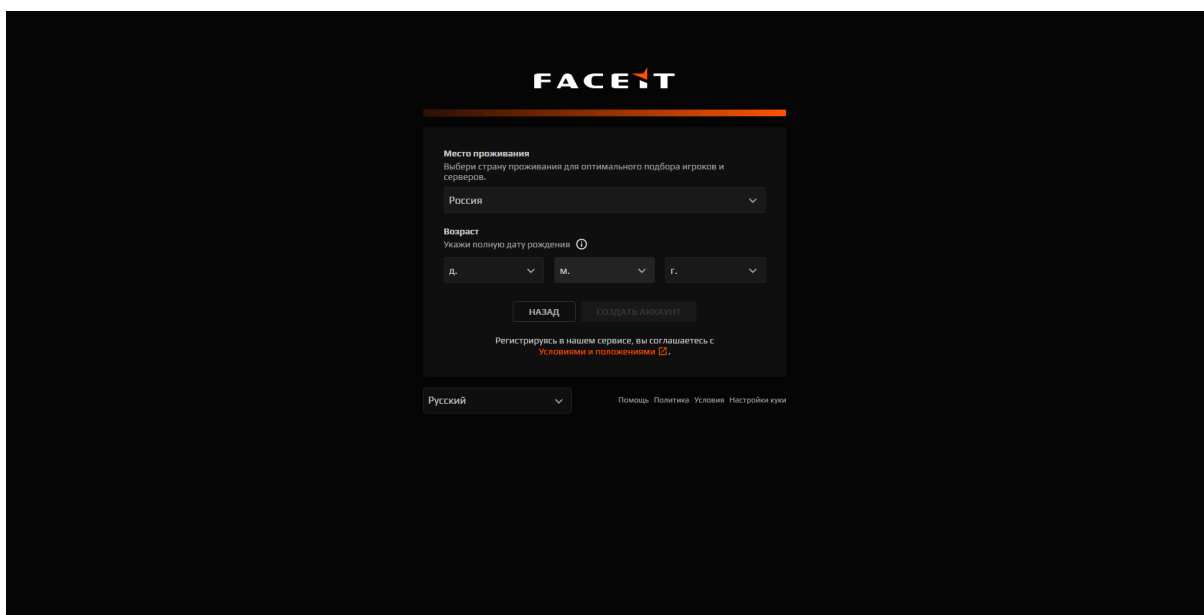 FACEIT
Место проживания
Выбери страну проживания для оптимального подбора игроков и
серверов.
Россия
Возраст
Укажи полную дату рождения
д. м. г.
НАЗАД СОЗДАТЬ АККАУНТ
Регистрируясь в нашем сервисе, вы соглашаетесь с
Условиями и положениями.
Русский Помощь Политика Условия Настройки куки